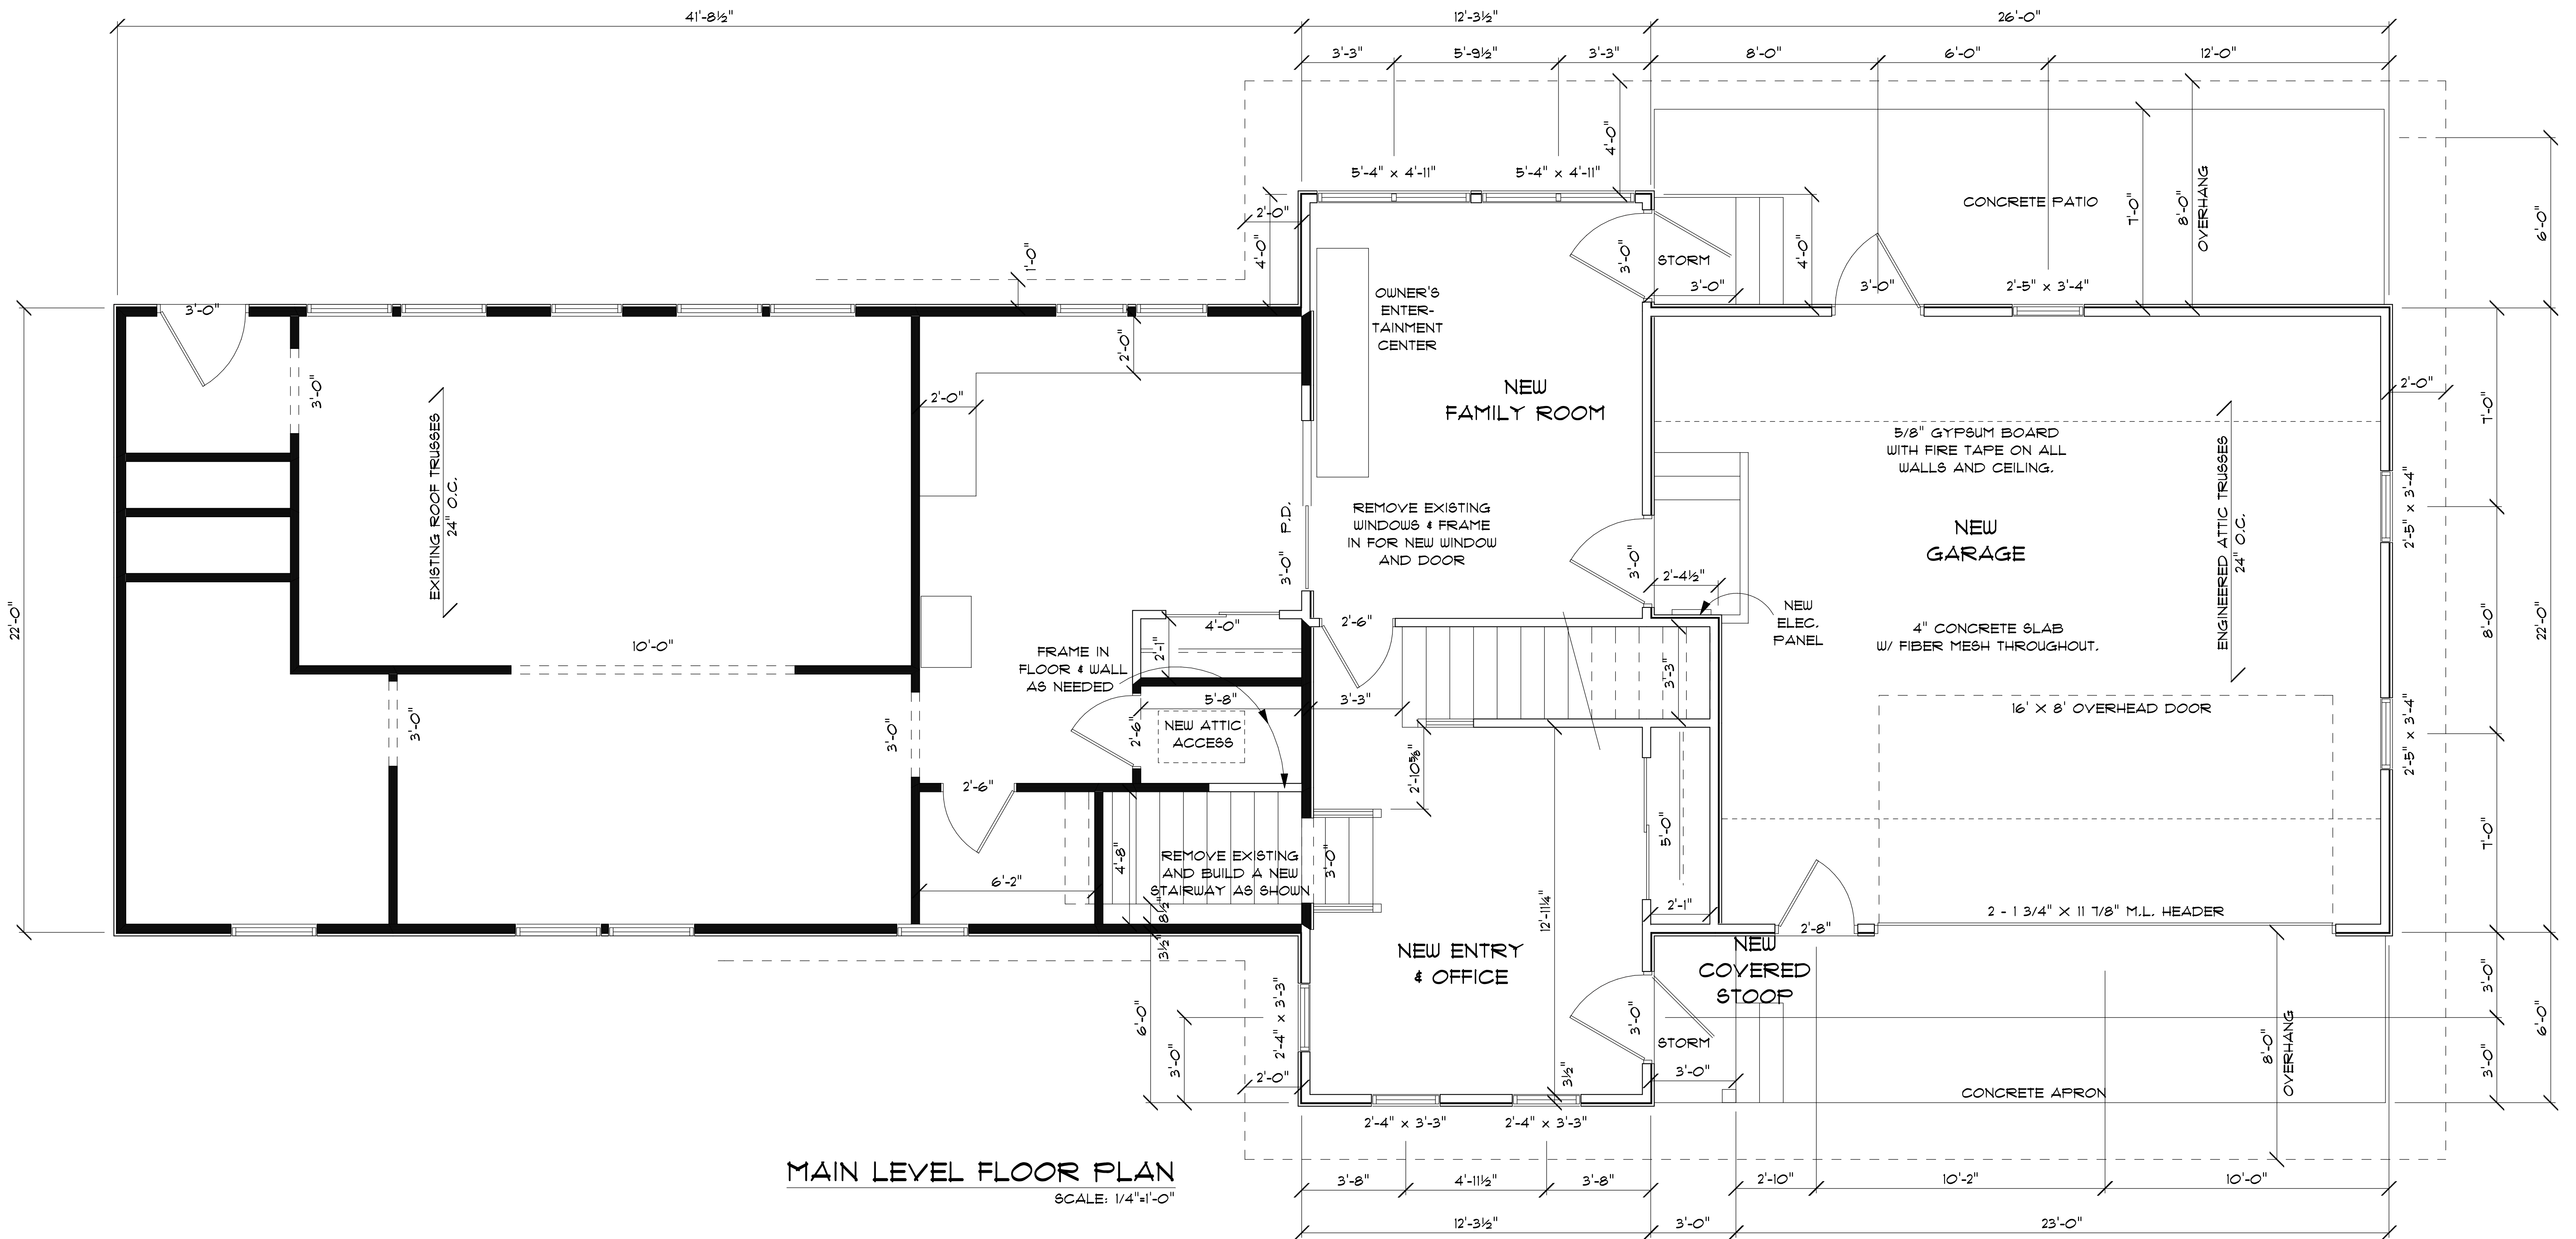 41'-8½"
12'-3½"
26'-0"
3'-3"
5'-9½"
3'-3"
8'-0"
6'-0"
12'-0"
4'-0"
5'-4" x 4'-11"
5'-4" x 4'-11"
2'-0"
4'-0"
1'-0"
3'-0"
STORM
3'-0"
4'-0"
CONCRETE PATIO
7'-0"
8'-0"
OVERHANG
6'-0"
3'-0"
2'-5" x 3'-4"
3'-0"
OWNER'S
ENTER-
TAINMENT
CENTER
2'-0"
2'-0"
3'-0"
NEW
FAMILY ROOM
2'-0"
7'-0"
EXISTING ROOF TRUSSES
24" O.C.
5/8" GYPSUM BOARD
WITH FIRE TAPE ON ALL
WALLS AND CEILING.
ENGINEERED ATTIC TRUSSES
24" O.C.
2'-5" x 3'-4"
REMOVE EXISTING
WINDOWS & FRAME
IN FOR NEW WINDOW
AND DOOR
3'-0" P.D.
3'-0"
NEW
GARAGE
2'-4½"
NEW
ELEC.
PANEL
4" CONCRETE SLAB
W/ FIBER MESH THROUGHOUT.
22'-0"
8'-0"
22'-0"
10'-0"
4'-0"
2'-6"
2'-1"
FRAME IN
FLOOR & WALL
AS NEEDED
5'-8"
3'-3"
3'-3"
NEW ATTIC
ACCESS
2'-6"
3'-0"
3'-0"
16' X 8' OVERHEAD DOOR
2'-5" x 3'-4"
2'-10⅝"
2'-6"
6'-2"
4'-8"
REMOVE EXISTING
AND BUILD A NEW
STAIRWAY AS SHOWN
3'-0"
5'-0"
7'-0"
8½"
3½"
12'-11¼"
2'-1"
2 - 1 3/4" X 11 7/8" M.L. HEADER
2'-8"
NEW ENTRY
& OFFICE
NEW
COVERED
STOOP
3'-0"
6'-0"
3'-0"
2'-4" x 3'-3"
2'-0"
3'-0"
STORM
3'-0"
3½"
8'-0"
OVERHANG
6'-0"
3'-0"
CONCRETE APRON
2'-4" x 3'-3"
2'-4" x 3'-3"
MAIN LEVEL FLOOR PLAN
SCALE: 1/4"=1'-0"
3'-8"
4'-11½"
3'-8"
2'-10"
10'-2"
10'-0"
12'-3½"
3'-0"
23'-0"